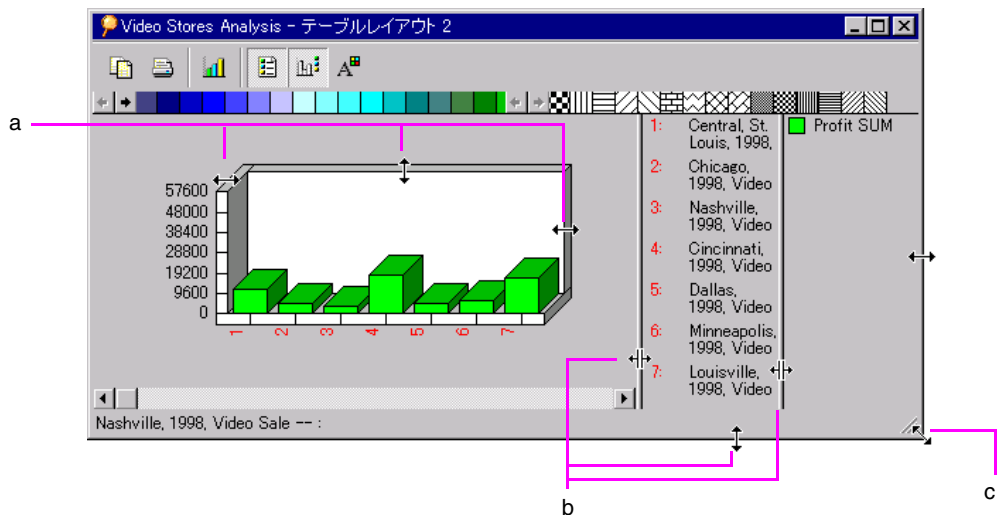 Video Stores Analysis - テーブルレイアウト 2
A
a
57600
48000
38400
28800
19200
9600
0
1
2
3
4
5
6
7
1: Central, St.
Louis, 1998,
2: Chicago,
1998, Video
3: Nashville,
1998, Video
4: Cincinnati,
1998, Video
5: Dallas,
1998, Video
6: Minneapolis,
1998, Video
7: Louisville,
1998, Video
Profit SUM
Nashville, 1998, Video Sale -- :
b
c